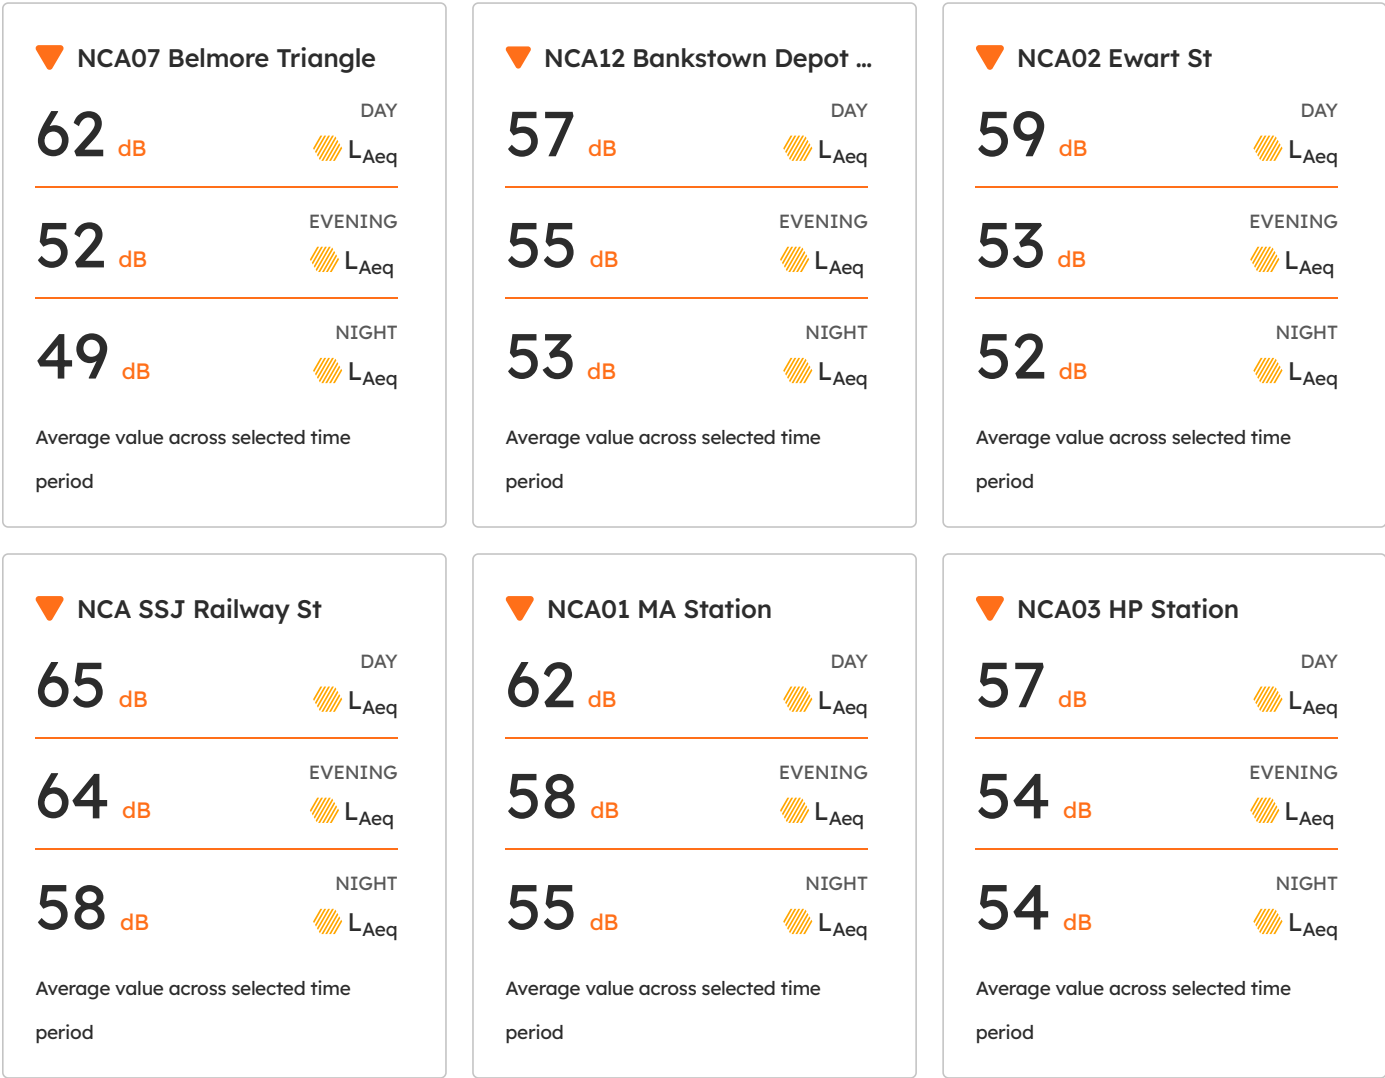 NCA07 Belmore Triangle
DAY
62 dB LAeq
EVENING
52 dB LAeq
NIGHT
49 dB LAeq
Average value across selected time
period
NCA12 Bankstown Depot ...
DAY
57 dB LAeq
EVENING
55 dB LAeq
NIGHT
53 dB LAeq
Average value across selected time
period
NCA02 Ewart St
DAY
59 dB LAeq
EVENING
53 dB LAeq
NIGHT
52 dB LAeq
Average value across selected time
period
NCA SSJ Railway St
DAY
65 dB LAeq
EVENING
64 dB LAeq
NIGHT
58 dB LAeq
Average value across selected time
period
NCA01 MA Station
DAY
62 dB LAeq
EVENING
58 dB LAeq
NIGHT
55 dB LAeq
Average value across selected time
period
NCA03 HP Station
DAY
57 dB LAeq
EVENING
54 dB LAeq
NIGHT
54 dB LAeq
Average value across selected time
period